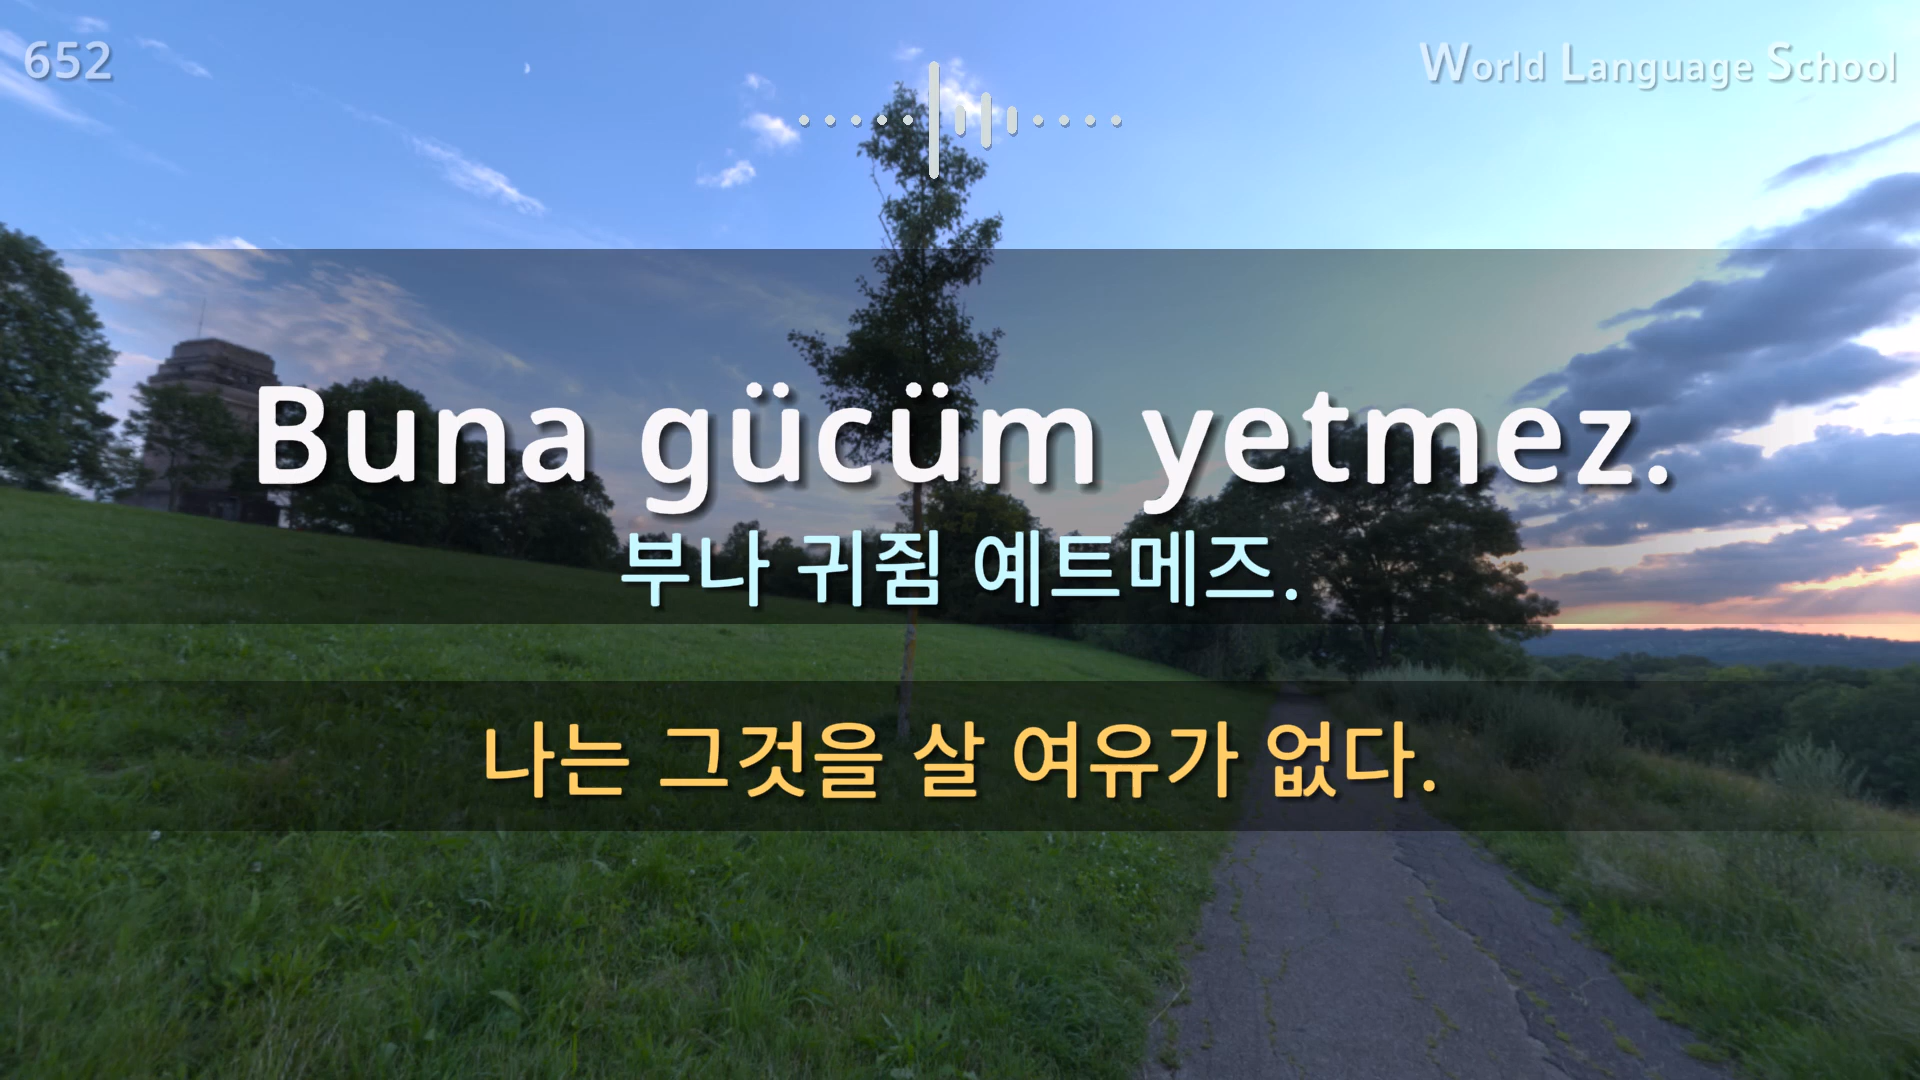 652
World Language School
Buna gücüm yetmez.
부나 귀쥠 예트메즈.
나는 그것을 살 여유가 없다.